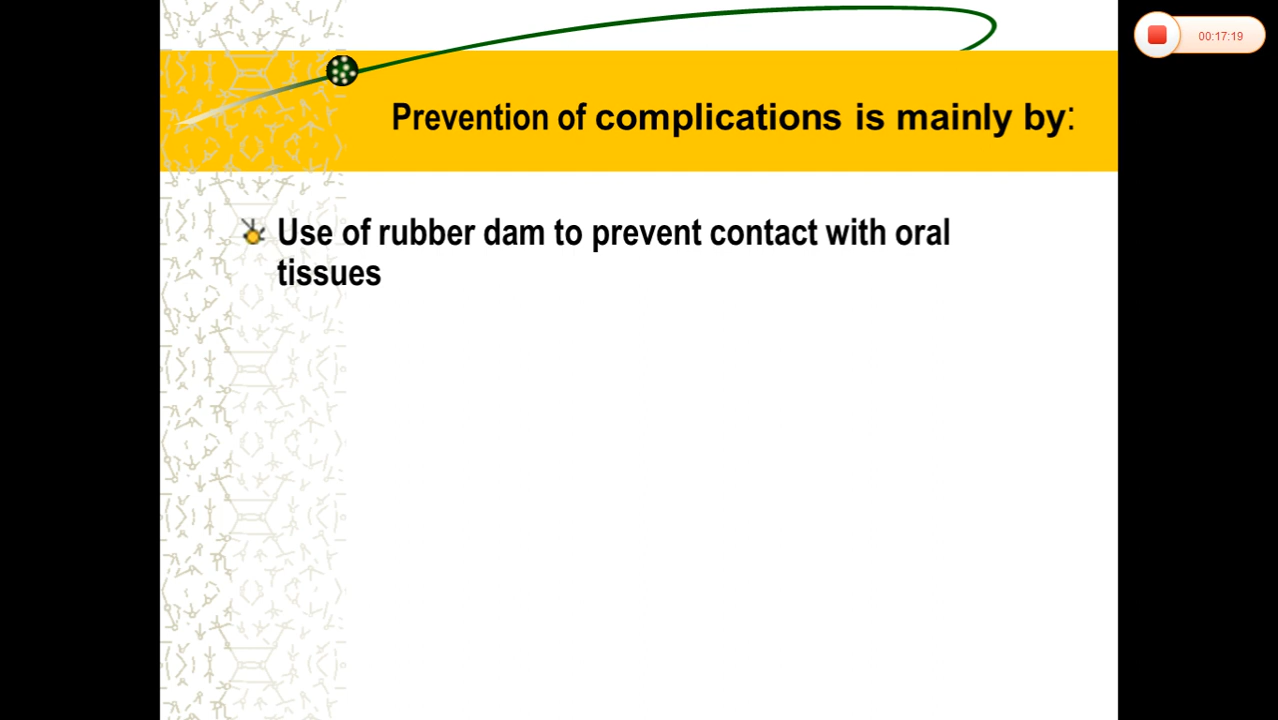 00:17:19
Prevention of complications is mainly by:
Use of rubber dam to prevent contact with oral
tissues